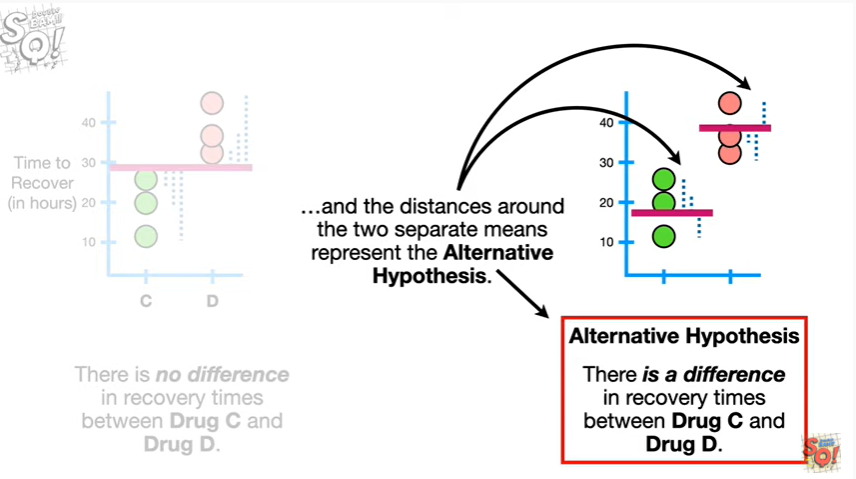 SQ!
40
30
20
10
Time to
Recover
(in hours)
C D
There is no difference
in recovery times
between Drug C and
Drug D.
…and the distances around
the two separate means
represent the Alternative
Hypothesis.
40
30
20
10
Alternative Hypothesis
There is a difference
in recovery times
between Drug C and
Drug D.
SQ!